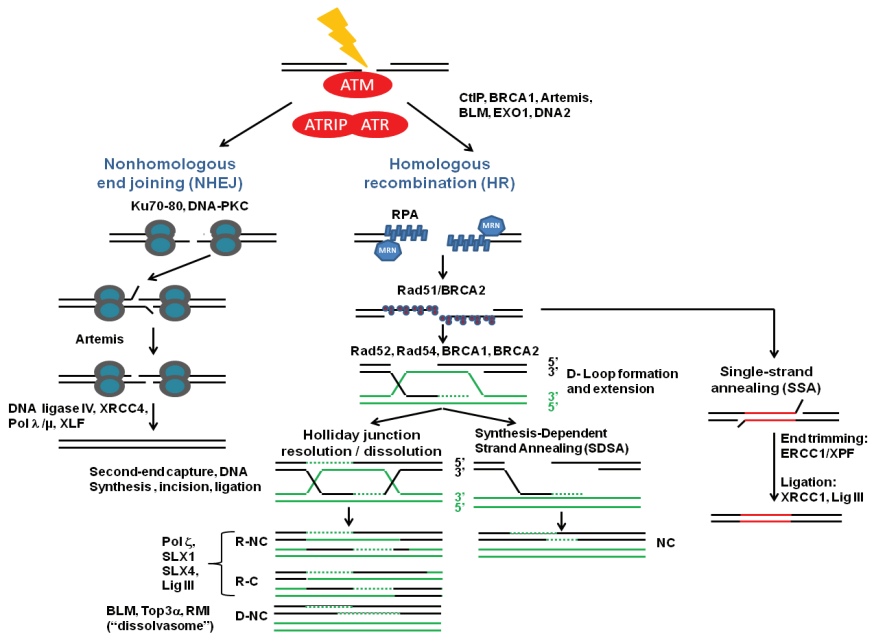 ATM
ATRIP
ATR
CtIP, BRCA1, Artemis,
BLM, EXO1, DNA2
Nonhomologous
end joining (NHEJ)
Ku70-80, DNA-PKC
Artemis
DNA ligase IV, XRCC4,
Pol λ/μ, XLF
Homologous
recombination (HR)
RPA
MRN
MRN
Rad51/BRCA2
Rad52, Rad54, BRCA1, BRCA2
5'
3'
3'
5'
D- Loop formation
and extension
Single-strand
annealing (SSA)
End trimming:
ERCC1/XPF
Ligation:
XRCC1, Lig III
Holliday junction
resolution / dissolution
Second-end capture, DNA
Synthesis , incision, ligation
5'
3'
3'
5'
Synthesis-Dependent
Strand Annealing (SDSA)
NC
Pol ζ,
SLX1
SLX4,
Lig III
R-NC
R-C
BLM, Top3α, RMI
("dissolvasome")
D-NC